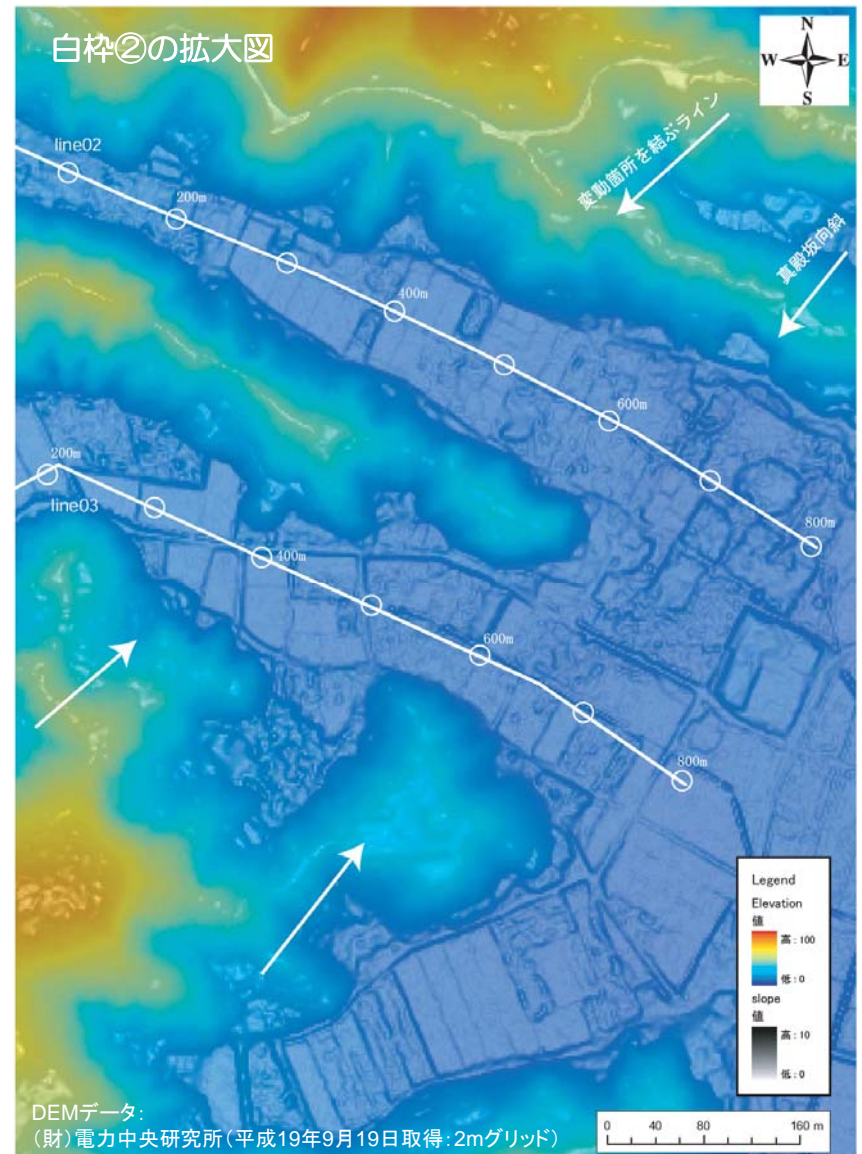 白枠②の拡大図
N
W E
S
line02
200m
400m
600m
800m
変動箇所を結ぶライン
真殿坂向斜
200m
line03
400m
600m
800m
Legend
Elevation
値
高 : 100
低 : 0
slope
値
高 : 10
低 : 0
DEMデータ:
(財)電力中央研究所(平成19年9月19日取得:2mグリッド)
0 40 80 160 m